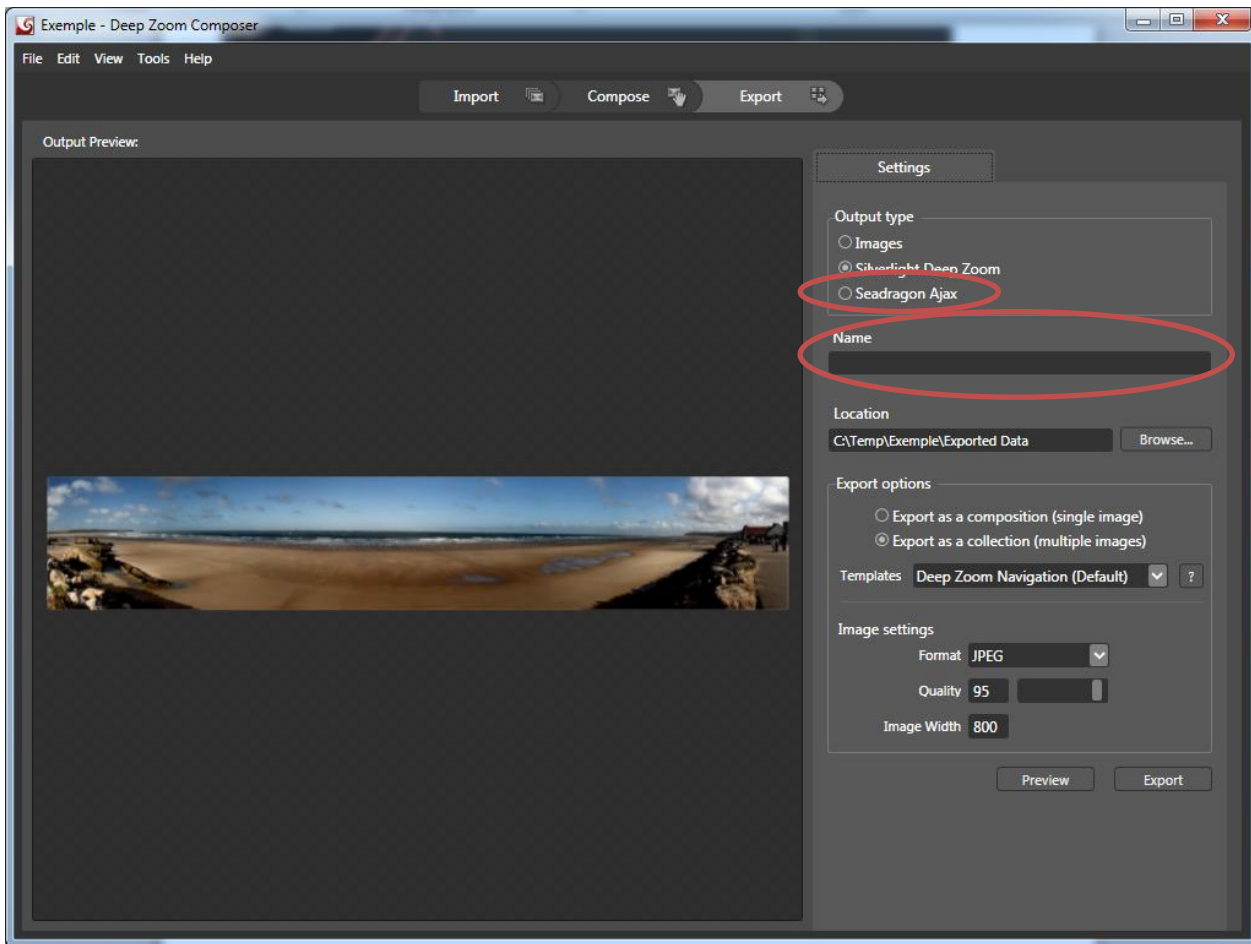 Exemple - Deep Zoom Composer
File Edit View Tools Help
Import Compose Export
Output Preview:
Settings
Output type
Images
Silverlight Deep Zoom
Seadragon Ajax
Name
Location
C:\Temp\Exemple\Exported Data Browse...
Export options
Export as a composition (single image)
Export as a collection (multiple images)
Templates Deep Zoom Navigation (Default) ?
Image settings
Format JPEG
Quality 95
Image Width 800
Preview Export